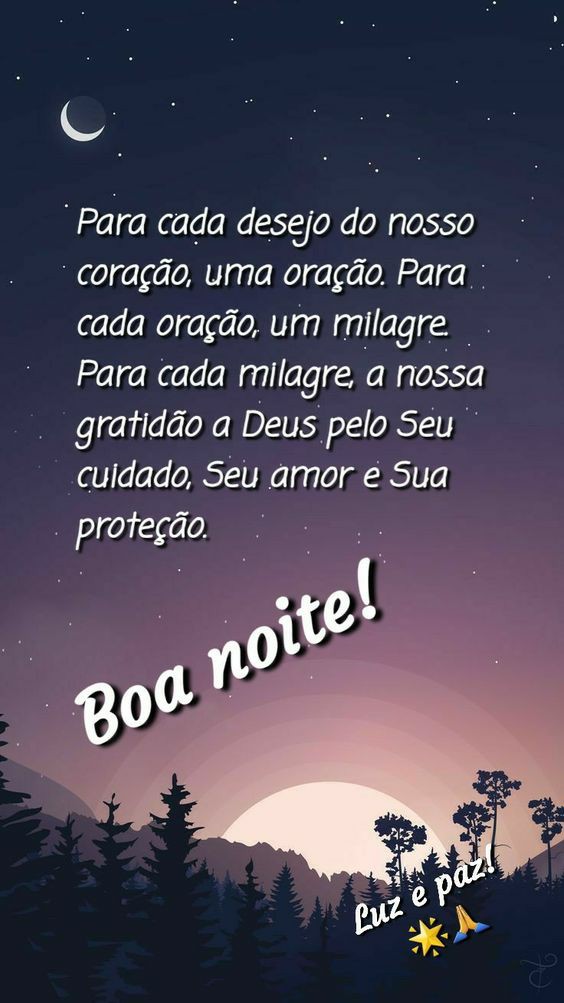 Para cada desejo do nosso
coração, uma oração. Para
cada oração, um milagre.
Para cada milagre, a nossa
gratidão a Deus pelo Seu
cuidado, Seu amor e Sua
proteção.
Boa noite!
Luz e paz!
🌟🙏